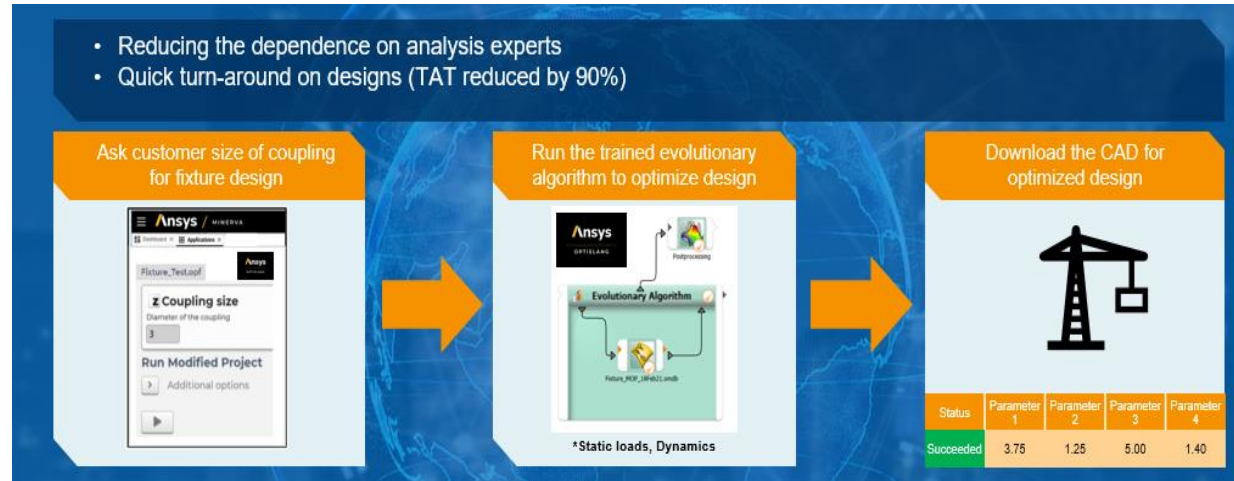 • Reducing the dependence on analysis experts
• Quick turn-around on designs (TAT reduced by 90%)
Ask customer size of coupling
for fixture design
Ansys / MINERVA
Dashboard × Applications ×
Fixture_Test.opf
Ansys
OPTISLANG
Z Coupling size
Diameter of the coupling
3
Run Modified Project
Additional options
Run the trained evolutionary
algorithm to optimize design
Ansys
OPTISLANG
Postprocessing
Evolutionary Algorithm
Fixture_MOP_18Feb21.omdb
*Static loads, Dynamics
Download the CAD for
optimized design
Status Parameter 1 Parameter 2 Parameter 3 Parameter 4
Succeeded 3.75 1.25 5.00 1.40